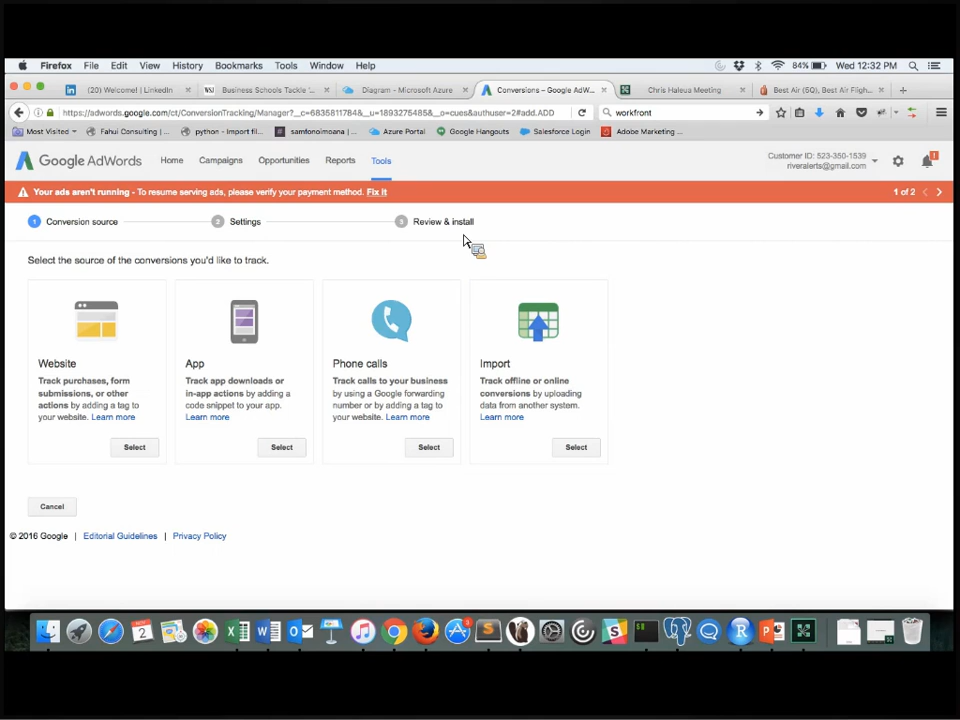 Firefox File Edit View History Bookmarks Tools Window Help 84% Wed 12:32 PM
(20) Welcome! | LinkedIn × WSJ Business Schools Tackle ' × Diagram - Microsoft Azure × Conversions – Google AdW... × Chris Haleou Meeting × Best Air (5Q), Best Air Fligh... × +
https://adwords.google.com/ct/ConversionTracking/Manager?__c=6835811784&__u=1893275485&__o=cues&authuser=2#add.ADD workfront
Most Visited Fahui Consulting | python - Import fil... samfonoimoana | ... Azure Portal Google Hangouts Salesforce Login Adobe Marketing ...
Google AdWords Home Campaigns Opportunities Reports Tools
Customer ID: 523-350-1539
riveralerts@gmail.com
1
Your ads aren't running - To resume serving ads, please verify your payment method. Fix it 1 of 2
1 Conversion source 2 Settings 3 Review & install
Select the source of the conversions you'd like to track.
Website
Track purchases, form
submissions, or other
actions by adding a tag to
your website. Learn more
Select
App
Track app downloads or
in-app actions by adding a
code snippet to your app.
Learn more
Select
Phone calls
Track calls to your business
by using a Google forwarding
number or by adding a tag to
your website. Learn more
Select
Import
Track offline or online
conversions by uploading
data from another system.
Learn more
Select
Cancel
© 2016 Google | Editorial Guidelines | Privacy Policy